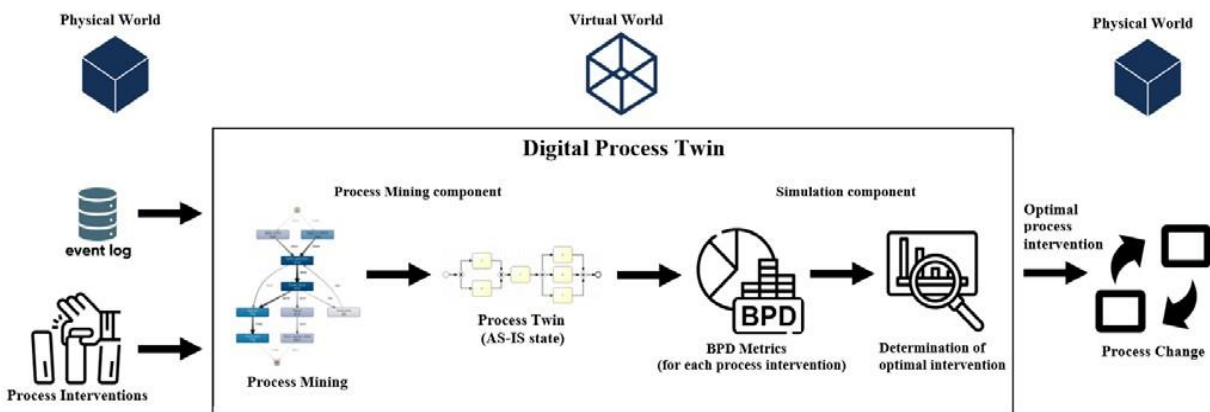 Physical World
Virtual World
Physical World
Digital Process Twin
Process Mining component
Simulation component
event log
Process Interventions
Process Mining
Process Twin
(AS-IS state)
BPD
BPD Metrics
(for each process intervention)
Determination of
optimal intervention
Optimal
process
intervention
Process Change